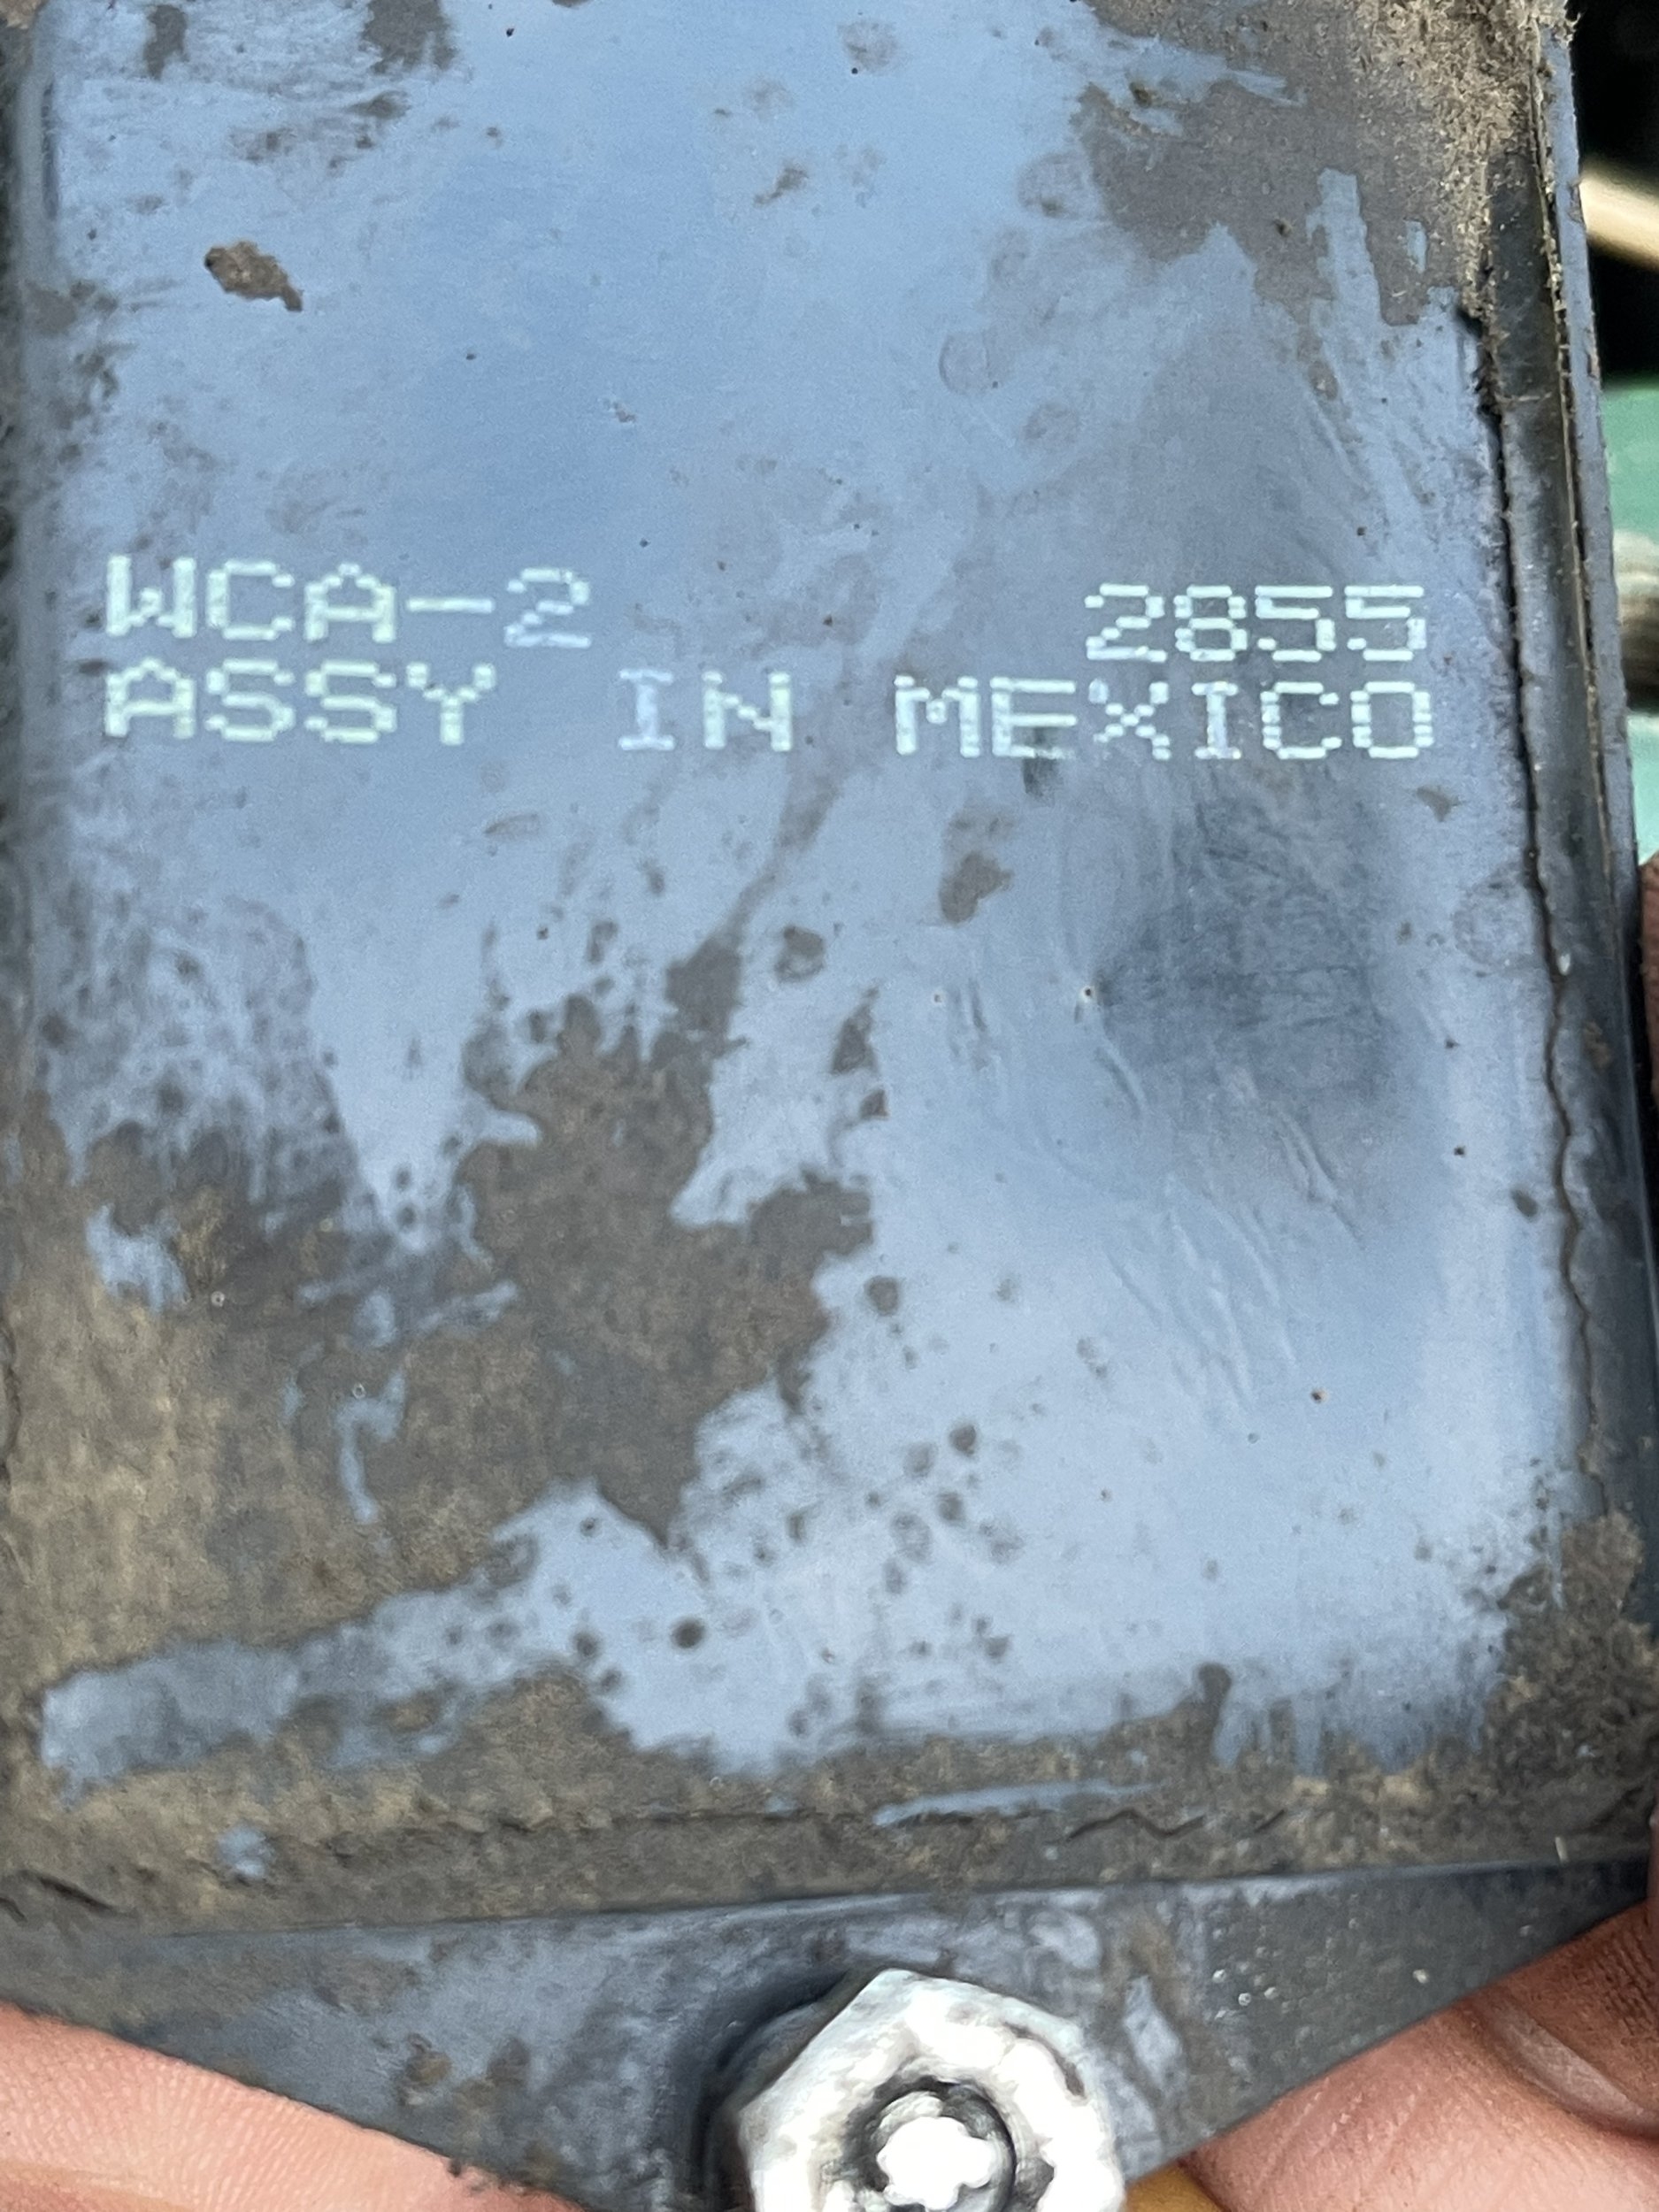 WCA-2 2855
ASSY IN MEXICO